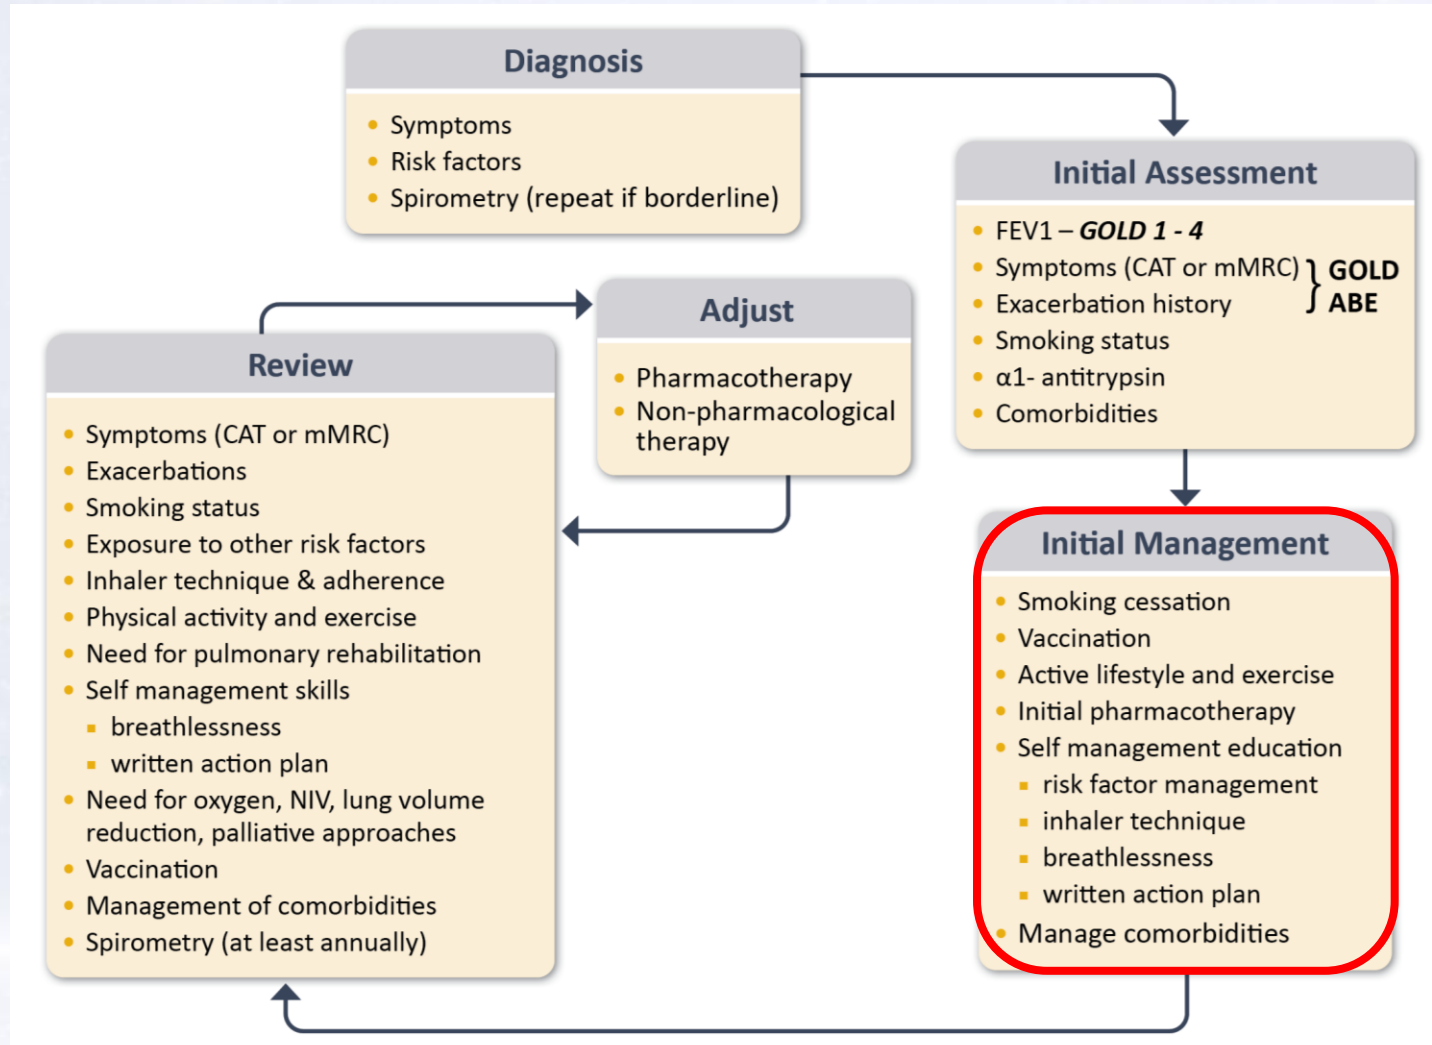 Diagnosis
• Symptoms
• Risk factors
• Spirometry (repeat if borderline)
Initial Assessment
• FEV1 – GOLD 1 - 4
• Symptoms (CAT or mMRC)
• Exacerbation history
} GOLD
ABE
• Smoking status
• α1- antitrypsin
• Comorbidities
Initial Management
• Smoking cessation
• Vaccination
• Active lifestyle and exercise
• Initial pharmacotherapy
• Self management education
▪ risk factor management
▪ inhaler technique
▪ breathlessness
▪ written action plan
• Manage comorbidities
Review
• Symptoms (CAT or mMRC)
• Exacerbations
• Smoking status
• Exposure to other risk factors
• Inhaler technique & adherence
• Physical activity and exercise
• Need for pulmonary rehabilitation
• Self management skills
▪ breathlessness
▪ written action plan
• Need for oxygen, NIV, lung volume
reduction, palliative approaches
• Vaccination
• Management of comorbidities
• Spirometry (at least annually)
Adjust
• Pharmacotherapy
• Non-pharmacological
therapy